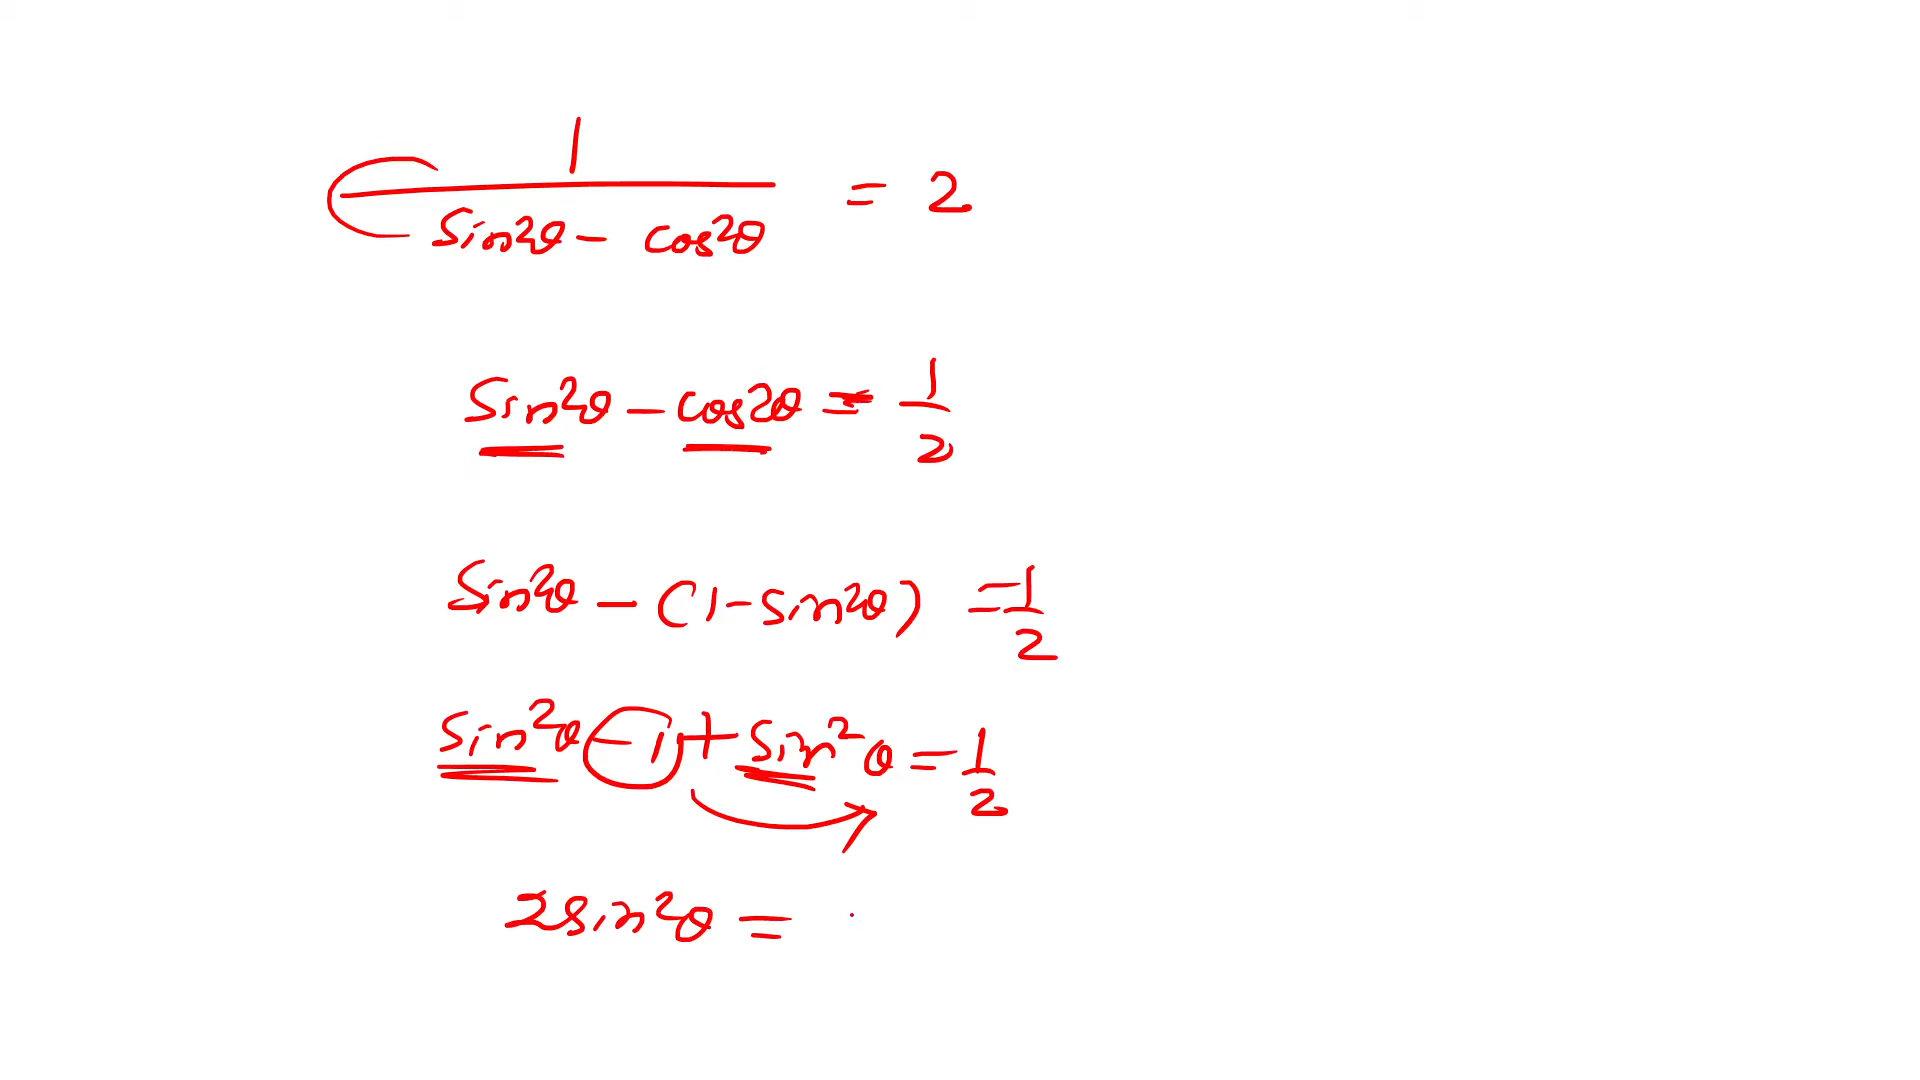 1/(sin²θ - cos²θ) = 2
sin²θ - cos2θ = 1/2
sin²θ - (1 - sin²θ) = 1/2
sin²θ - 1 + sin²θ = 1/2
2sin²θ =